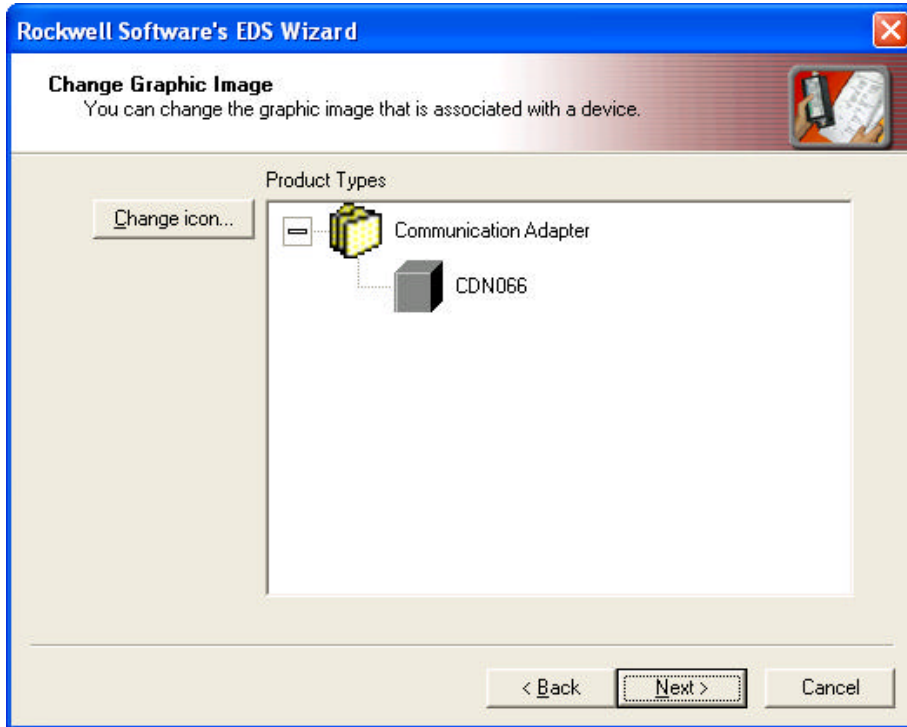 Rockwell Software's EDS Wizard
Change Graphic Image
You can change the graphic image that is associated with a device.
Product Types
Change icon...
Communication Adapter
CDN066
< Back
Next >
Cancel